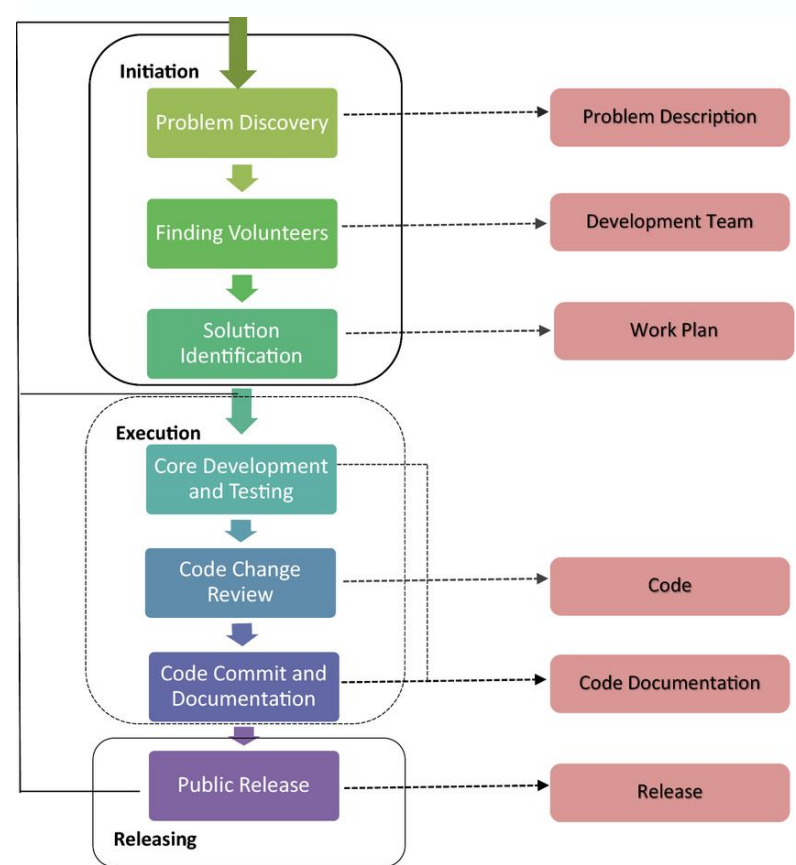 Initiation
Problem Discovery
Problem Description
Finding Volunteers
Development Team
Solution
Identification
Work Plan
Execution
Core Development
and Testing
Code Change
Review
Code
Code Commit and
Documentation
Code Documentation
Public Release
Release
Releasing